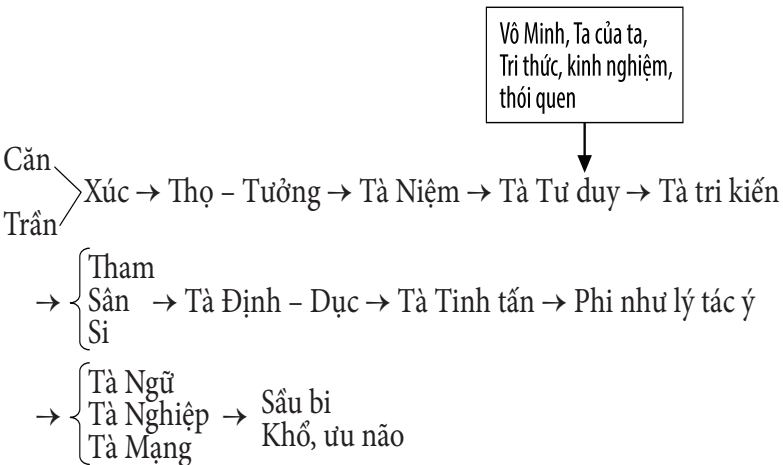 Vô Minh, Ta của ta,
Tri thức, kinh nghiệm,
thói quen
Căn
Trần
Xúc → Thọ – Tưởng → Tà Niệm → Tà Tư duy → Tà tri kiến
→ Tham
Sân
Si
→ Tà Định – Dục → Tà Tinh tấn → Phi như lý tác ý
→ Tà Ngữ
Tà Nghiệp
Tà Mạng
→ Sầu bi
Khổ, ưu não